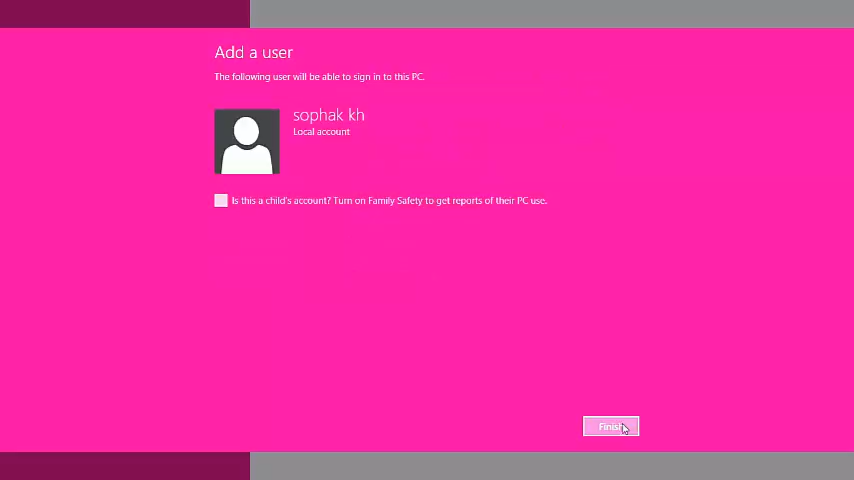 Add a user
The following user will be able to sign in to this PC.
sophak kh
Local account
Is this a child's account? Turn on Family Safety to get reports of their PC use.
Finish